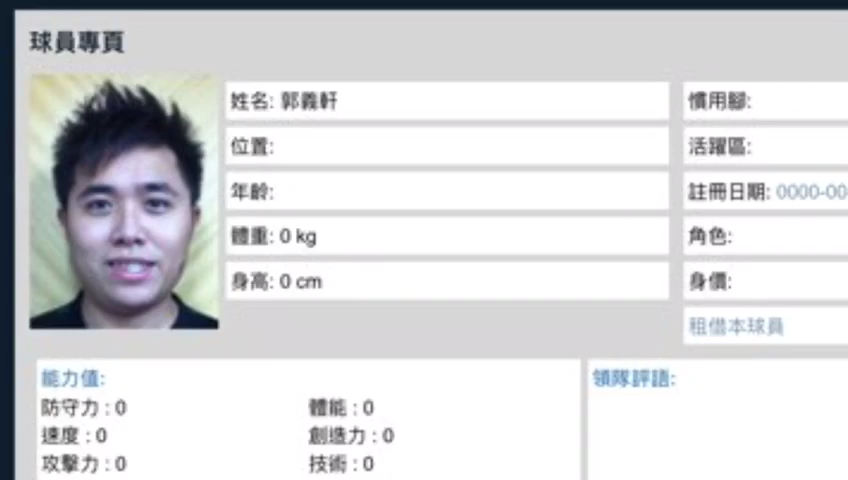 球員專頁
姓名: 郭義軒
慣用腳:
位置:
活躍區:
年齡:
註冊日期: 0000-00
體重: 0 kg
角色:
身高: 0 cm
身價:
租借本球員
能力值:
領隊評語:
防守力 : 0
體能 : 0
速度 : 0
創造力 : 0
攻擊力 : 0
技術 : 0